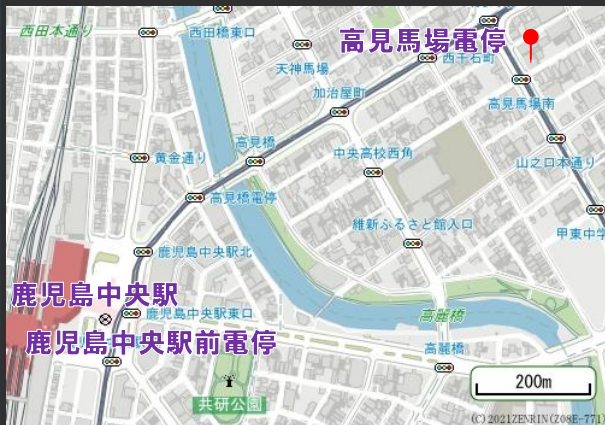 西田本通り
西田橋東口
高見馬場電停
天神馬場
西千石町
加治屋町
高見馬場南
高見橋
中央高校西角
黄金通り
山之口本通り
高見橋電停
維新ふるさと館入口
甲東中学
鹿児島中央駅北
鹿児島中央駅
鹿児島中央駅東口
高麗橋
鹿児島中央駅前電停
高麗橋
200m
共研公園
(C)2021ZENRIN(Z08E-771)